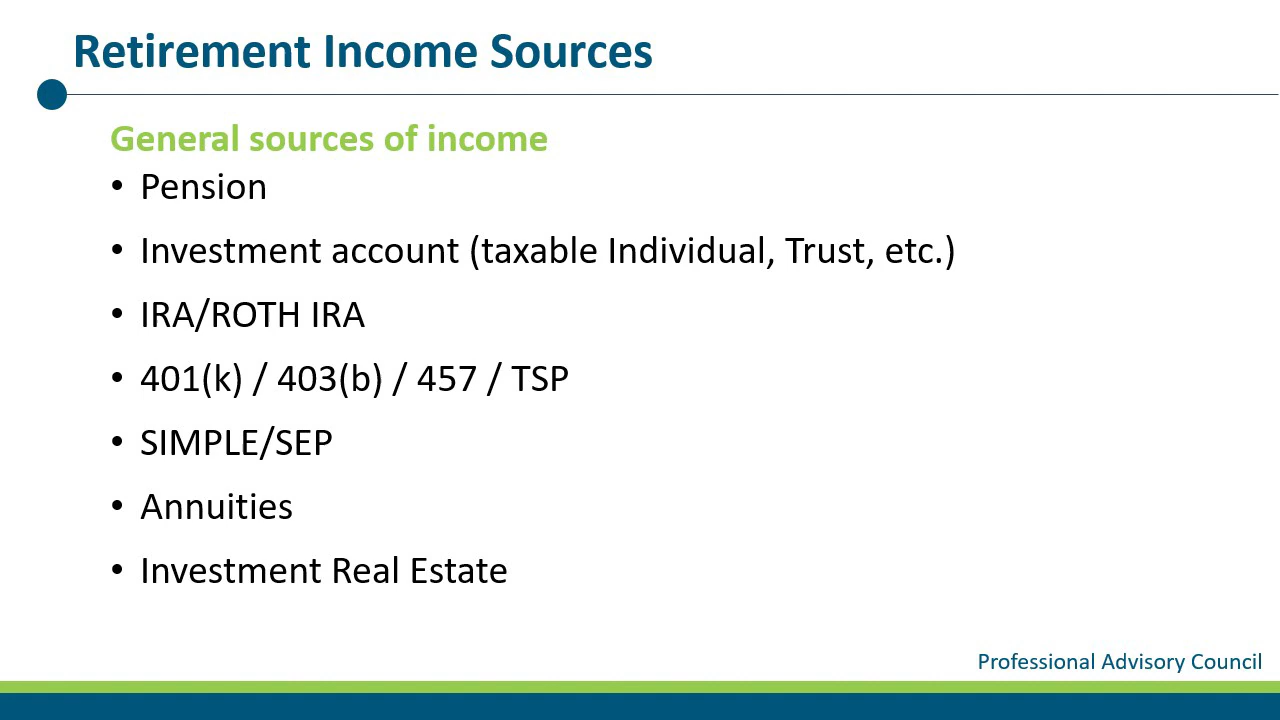 Retirement Income Sources
General sources of income
• Pension
• Investment account (taxable Individual, Trust, etc.)
• IRA/ROTH IRA
• 401(k) / 403(b) / 457 / TSP
• SIMPLE/SEP
• Annuities
• Investment Real Estate
Professional Advisory Council